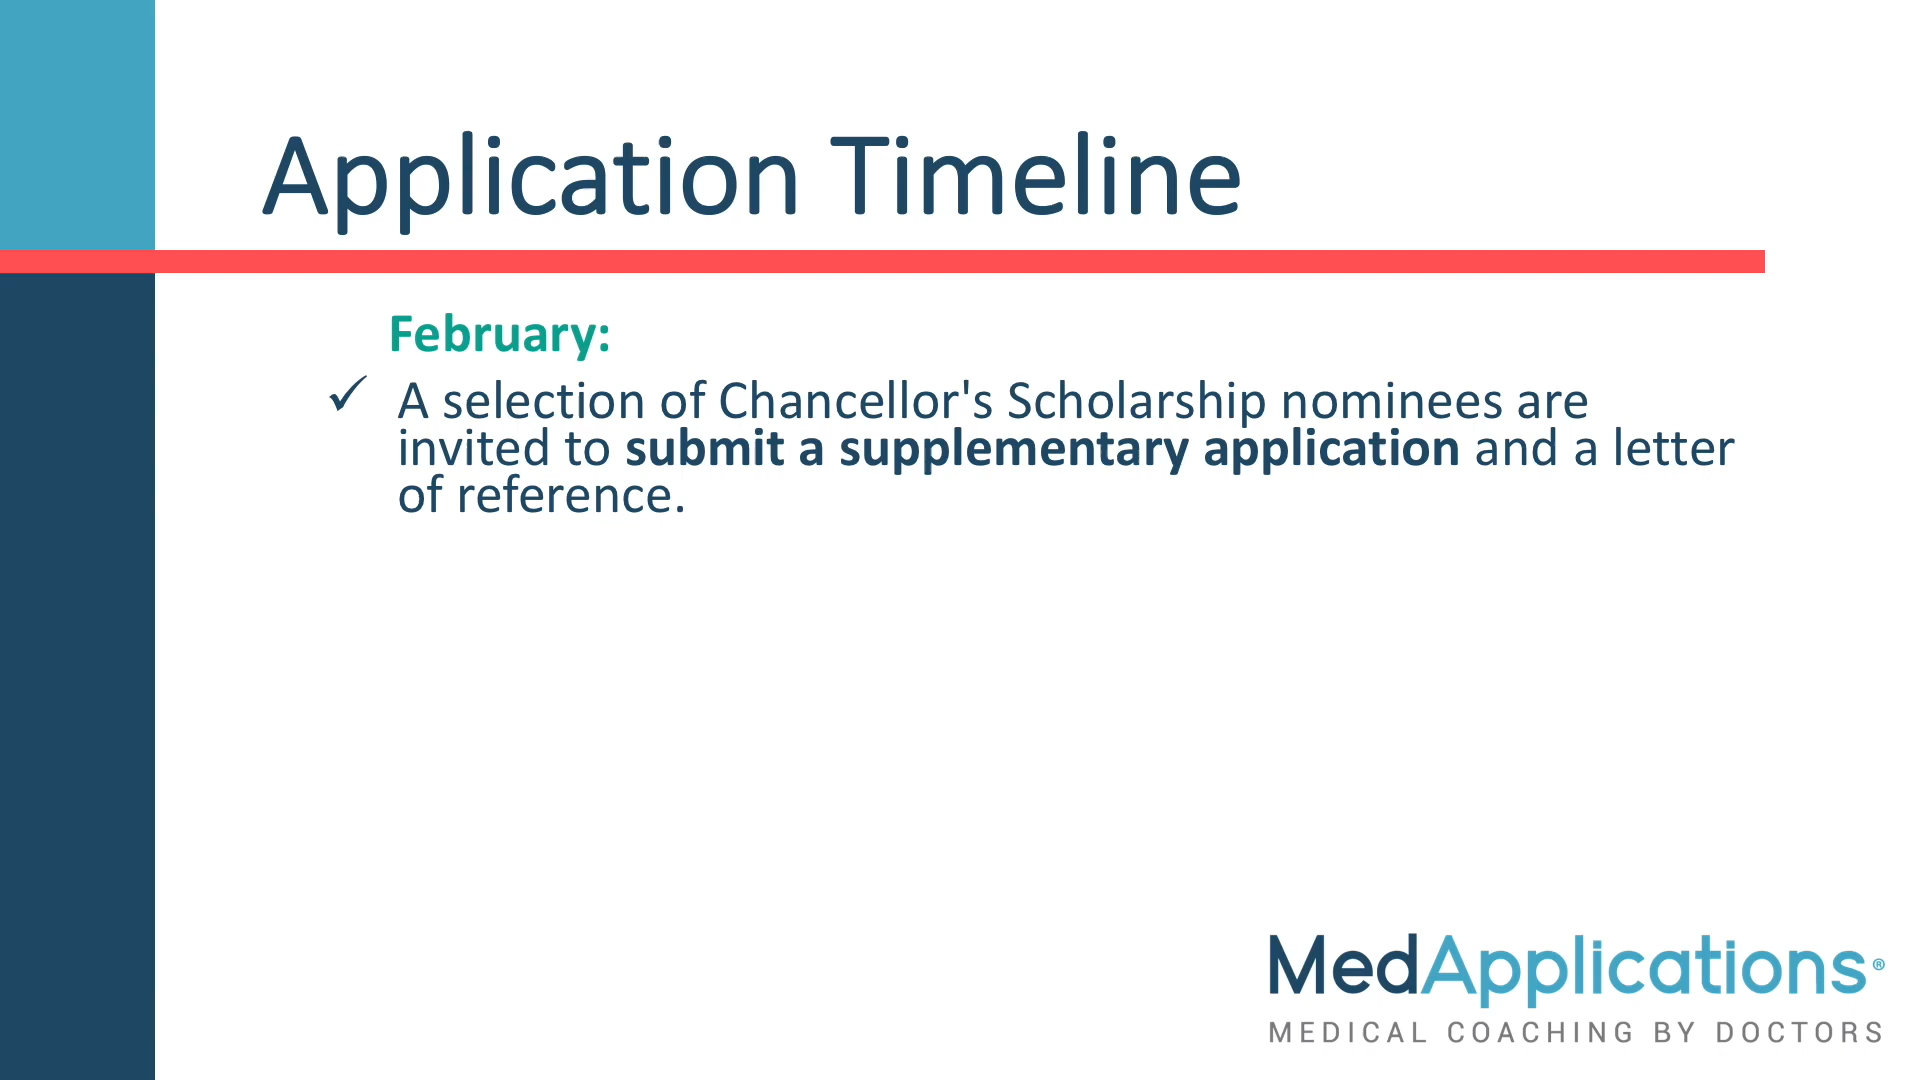 Application Timeline
February:
✓ A selection of Chancellor's Scholarship nominees are
invited to submit a supplementary application and a letter
of reference.
MedApplications®
MEDICAL COACHING BY DOCTORS